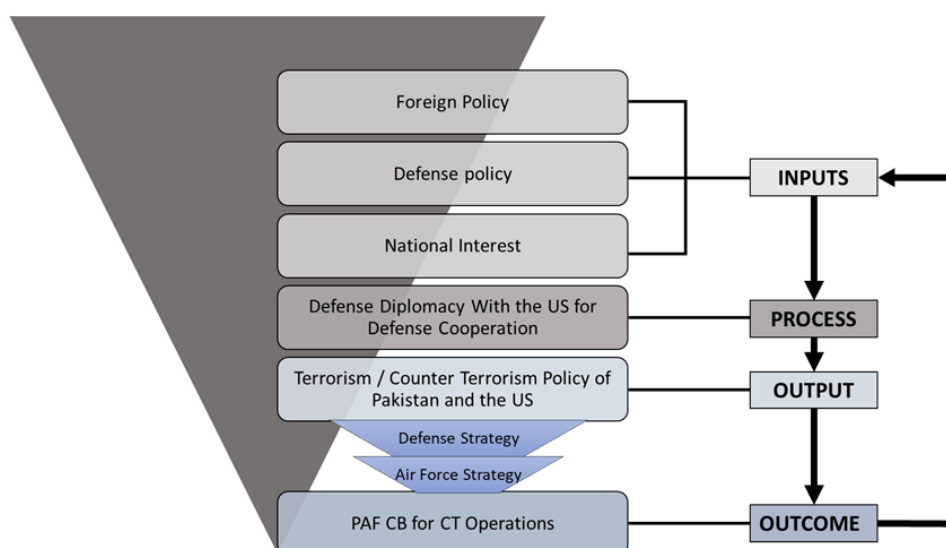 Foreign Policy
Defense policy
INPUTS
National Interest
Defense Diplomacy With the US for
Defense Cooperation
PROCESS
Terrorism / Counter Terrorism Policy of
Pakistan and the US
OUTPUT
Defense Strategy
Air Force Strategy
PAF CB for CT Operations
OUTCOME